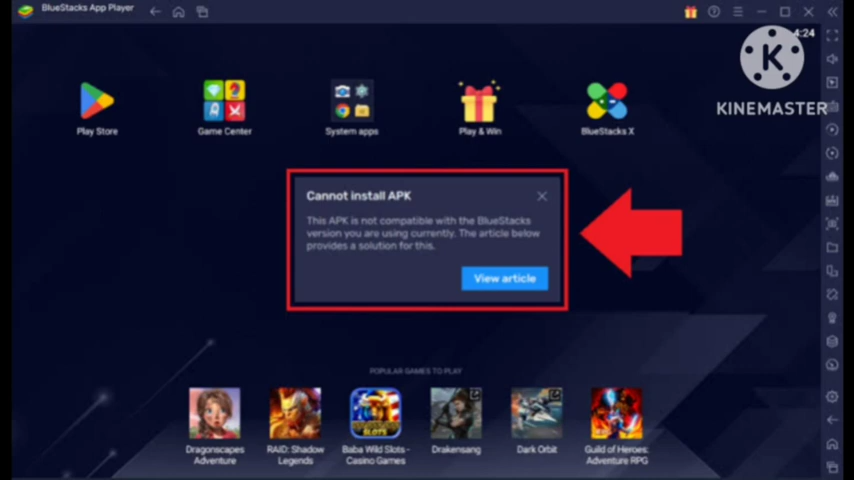 BlueStacks App Player
4:24
KINEMASTER
Play Store
Game Center
System apps
Play & Win
BlueStacks X
Cannot install APK
This APK is not compatible with the BlueStacks
version you are using currently. The article below
provides a solution for this.
View article
POPULAR GAMES TO PLAY
Dragonscapes
Adventure
RAID: Shadow
Legends
Baba Wild Slots -
Casino Games
Drakensang
Dark Orbit
Guild of Heroes:
Adventure RPG
SLOTS